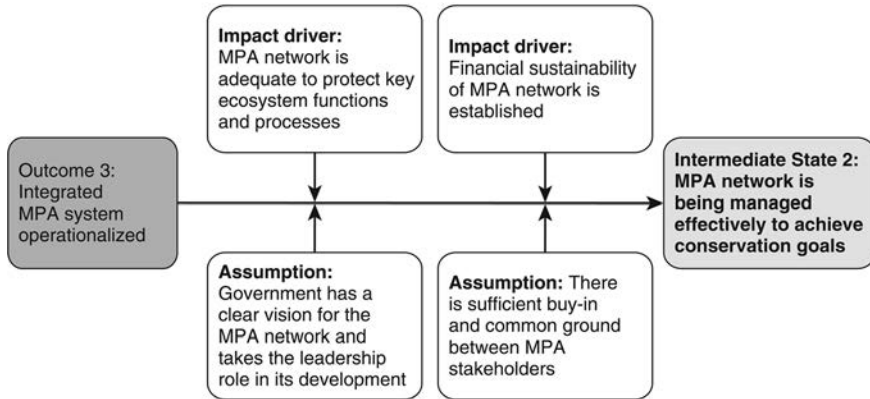 Impact driver:
MPA network is
adequate to protect key
ecosystem functions
and processes
Impact driver:
Financial sustainability
of MPA network is
established
Outcome 3:
Integrated
MPA system
operationalized
Intermediate State 2:
MPA network is
being managed
effectively to achieve
conservation goals
Assumption:
Government has a
clear vision for the
MPA network and
takes the leadership
role in its development
Assumption: There
is sufficient buy-in
and common ground
between MPA
stakeholders